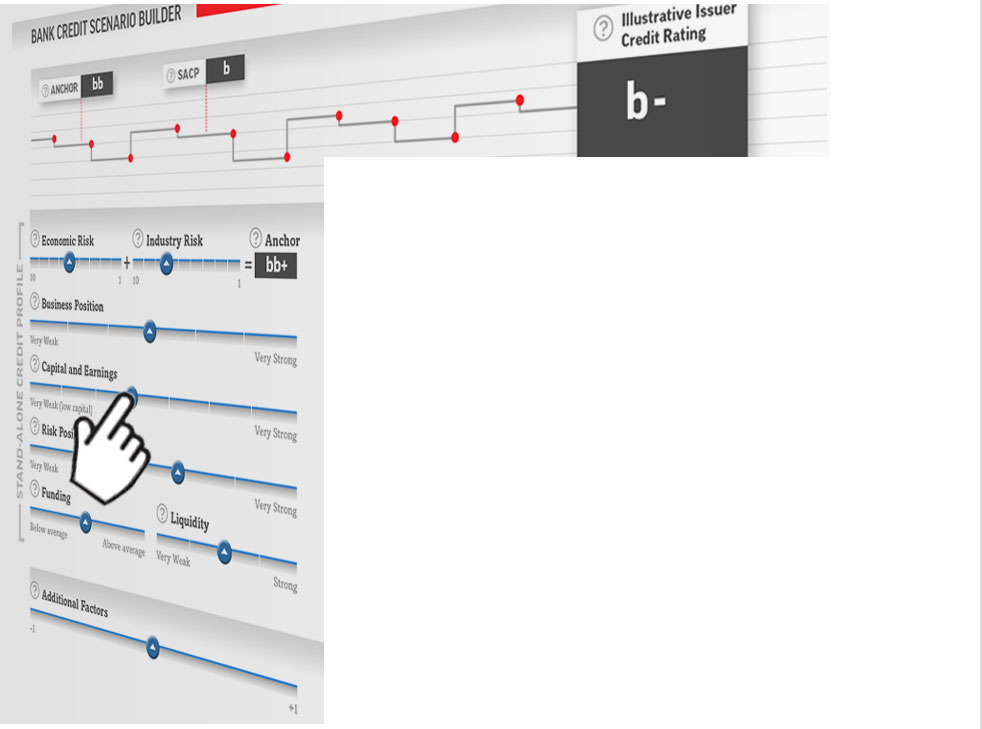 BANK CREDIT SCENARIO BUILDER
? Illustrative Issuer
Credit Rating
b-
? ANCHOR bb
? SACP b
STAND-ALONE CREDIT PROFILE
? Economic Risk
10 1
+
? Industry Risk
10 1
=
? Anchor
bb+
? Business Position
Very Weak Very Strong
? Capital and Earnings
Very Weak (low capital) Very Strong
? Risk Posi
Very Weak Very Strong
? Funding
Below average Above average
? Liquidity
Very Weak Strong
? Additional Factors
-1 +1